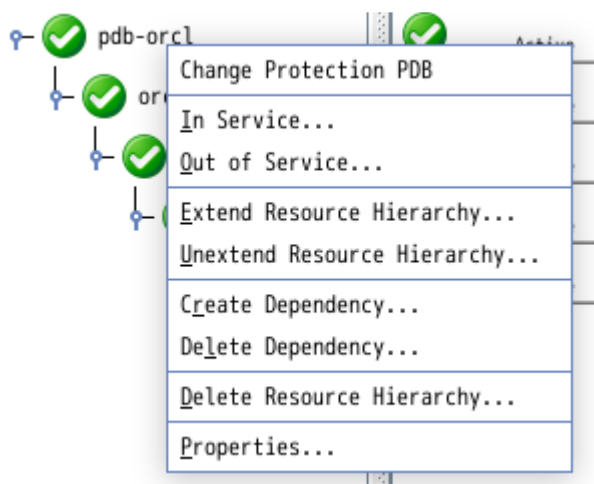 pdb-orcl
Change Protection PDB
In Service...
Out of Service...
Extend Resource Hierarchy...
Unextend Resource Hierarchy...
Create Dependency...
Delete Dependency...
Delete Resource Hierarchy...
Properties...